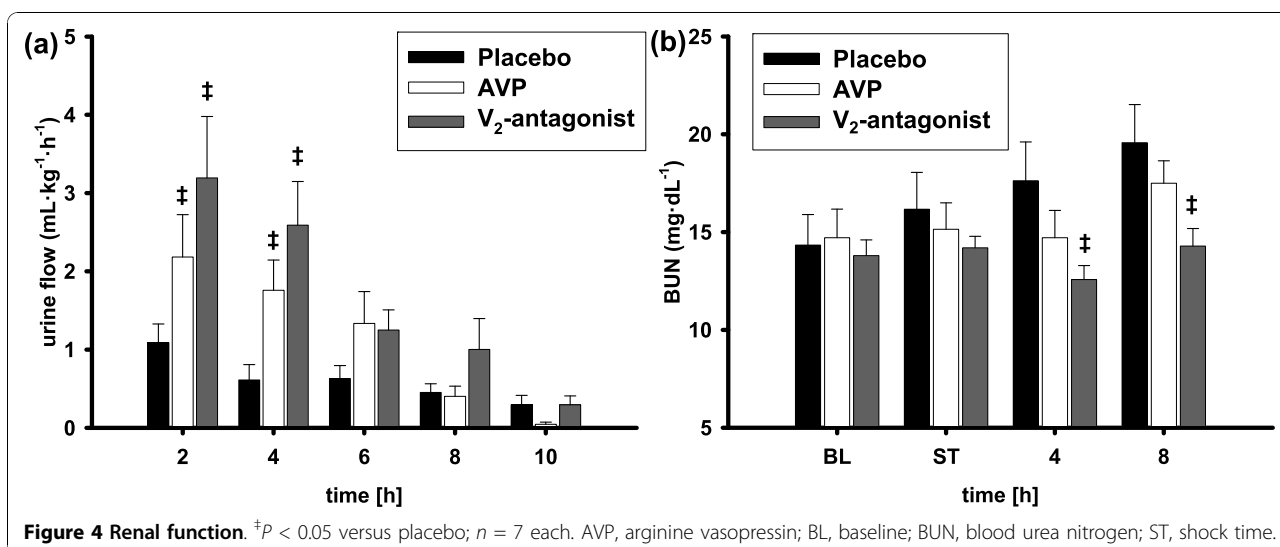 (a)
5
4
3
2
1
0
urine flow (mL·kg⁻¹·h⁻¹)
Placebo
AVP
V₂-antagonist
‡
‡
‡
‡
2 4 6 8 10
time [h]
(b)
25
20
15
10
5
BUN (mg·dL⁻¹)
Placebo
AVP
V₂-antagonist
‡
‡
BL ST 4 8
time [h]
Figure 4 Renal function. ‡P < 0.05 versus placebo; n = 7 each. AVP, arginine vasopressin; BL, baseline; BUN, blood urea nitrogen; ST, shock time.